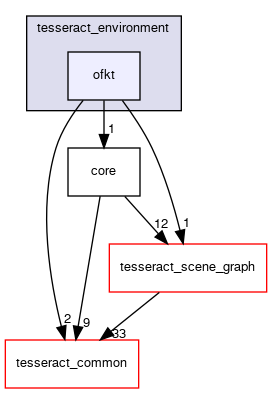 tesseract_environment
ofkt
1
core
12
1
tesseract_scene_graph
2
9
33
tesseract_common